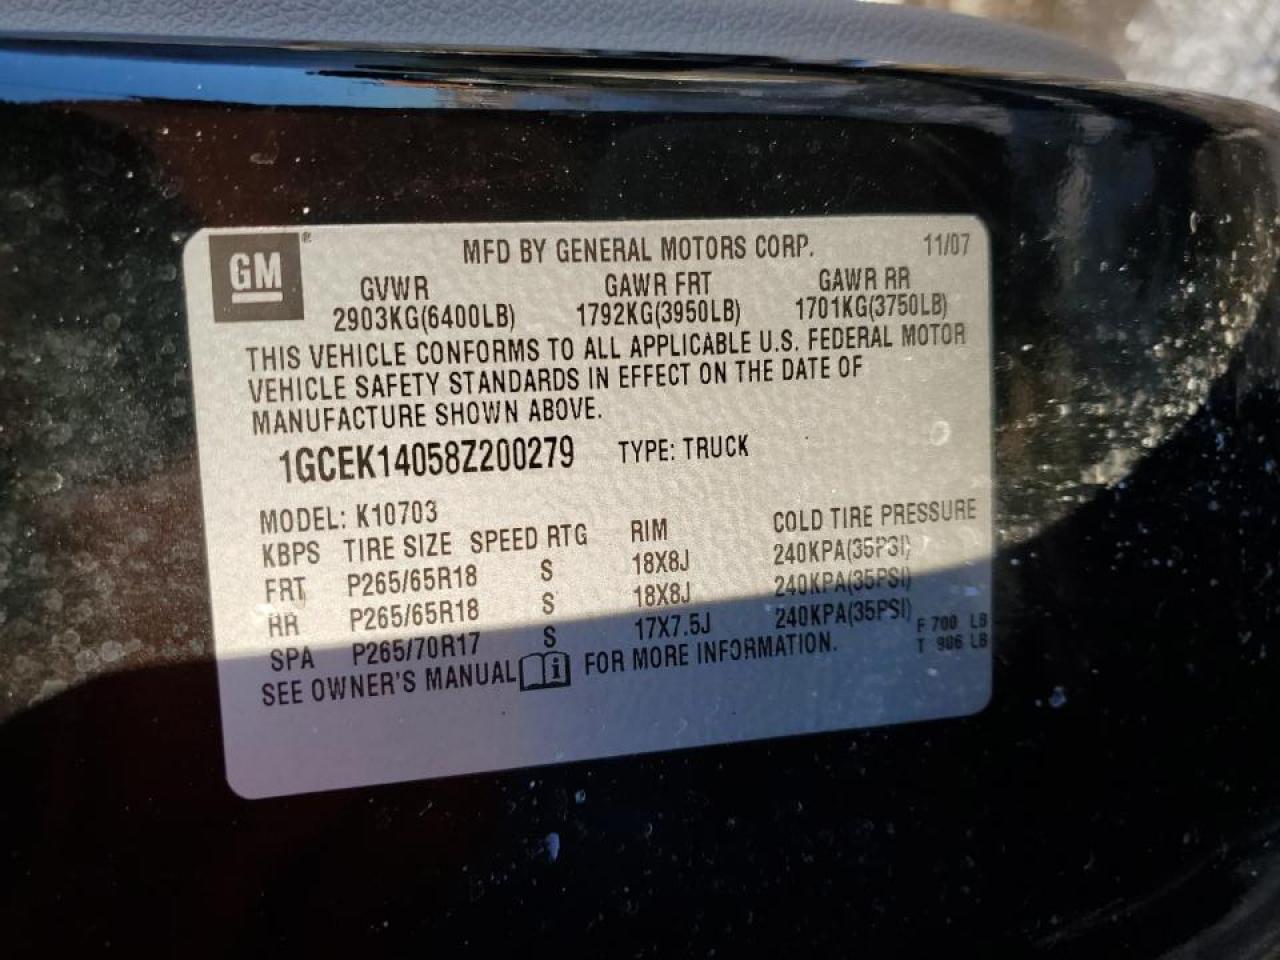 GM® MFD BY GENERAL MOTORS CORP. 11/07
GVWR GAWR FRT GAWR RR
2903KG(6400LB) 1792KG(3950LB) 1701KG(3750LB)
THIS VEHICLE CONFORMS TO ALL APPLICABLE U.S. FEDERAL MOTOR
VEHICLE SAFETY STANDARDS IN EFFECT ON THE DATE OF
MANUFACTURE SHOWN ABOVE.
1GCEK14058Z200279 TYPE: TRUCK
MODEL: K10703
KBPS TIRE SIZE SPEED RTG RIM COLD TIRE PRESSURE
FRT P265/65R18 S 18X8J 240KPA(35PSI)
RR P265/65R18 S 18X8J 240KPA(35PSI)
SPA P265/70R17 S 17X7.5J 240KPA(35PSI)
SEE OWNER'S MANUAL i FOR MORE INFORMATION.
F 700 LB
T 906 LB